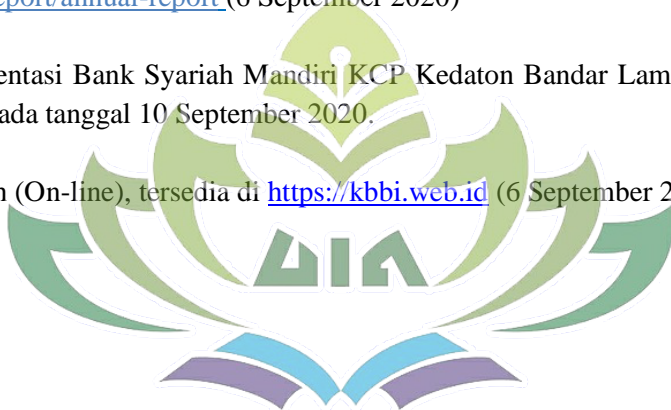 eport/annual-report (6 September 2020)
entasi Bank Syariah Mandiri KCP Kedaton Bandar Lam
ada tanggal 10 September 2020.
n (On-line), tersedia di https://kbbi.web.id (6 September 2
UIN